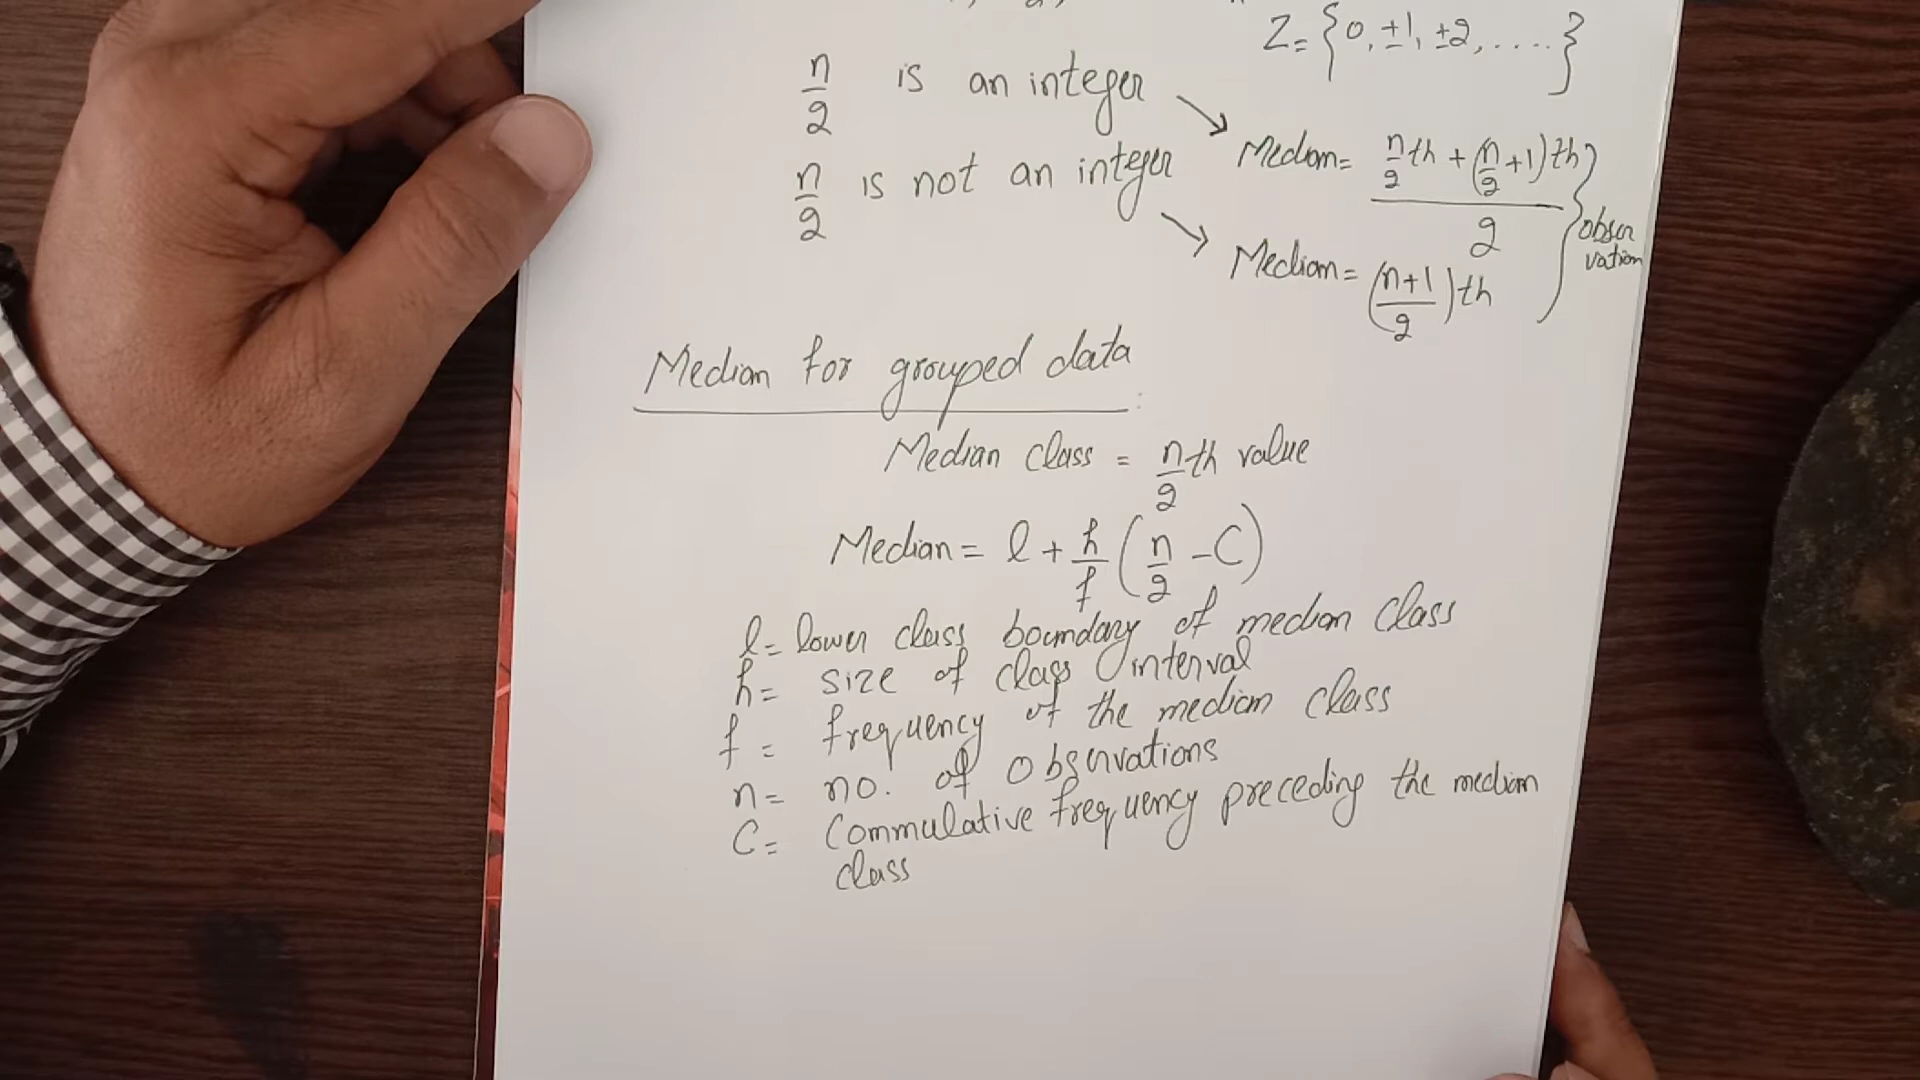 Z = {0, ±1, ±2, ....}
n/2 is an integer
Median = (n/2 th + (n/2 + 1) th) / 2
n/2 is not an integer
Median = ((n+1)/2) th
obser
vation
Median for grouped data
Median class = n/2 th value
Median = l + h/f (n/2 - C)
l = lower class boundary of median class
h = size of class interval
f = frequency of the median class
n = no. of observations
C = Commulative frequency preceding the median
class